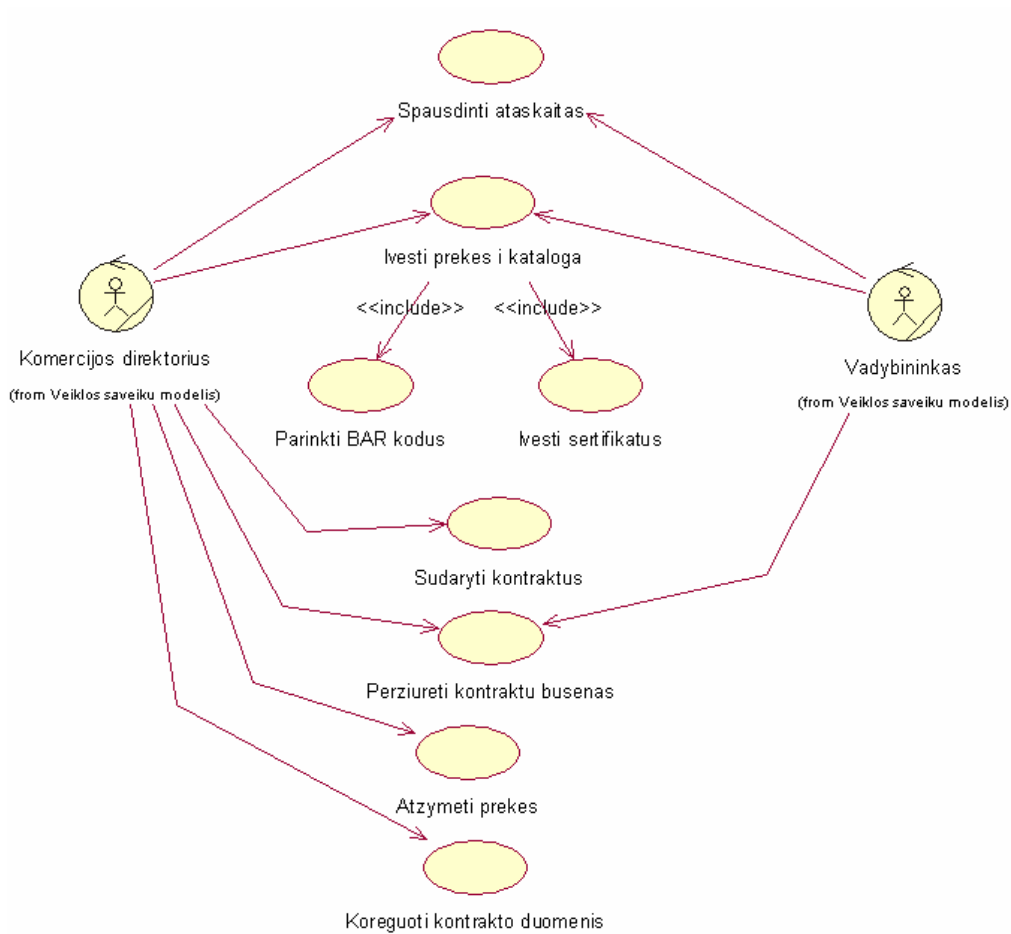 Spausdinti ataskaitas
Ivesti prekes i kataloga
<<include>> <<include>>
Komercijos direktorius
(from Veiklos saveiku modelis)
Vadybininkas
(from Veiklos saveiku modelis)
Parinkti BAR kodus
Ivesti sertifikatus
Sudaryti kontraktus
Perziureti kontraktu busenas
Atzymeti prekes
Koreguoti kontrakto duomenis